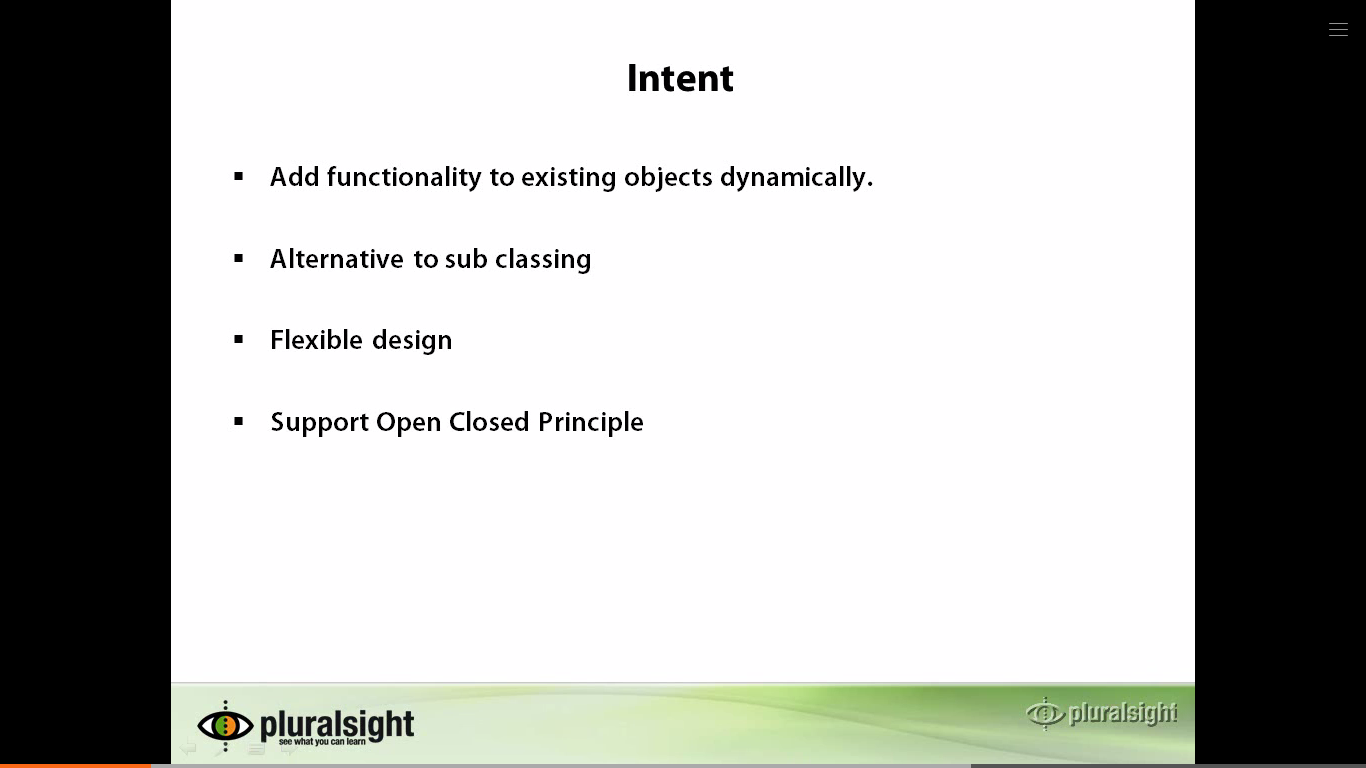 Intent
▪ Add functionality to existing objects dynamically.
▪ Alternative to sub classing
▪ Flexible design
▪ Support Open Closed Principle
pluralsight
see what you can learn
pluralsight